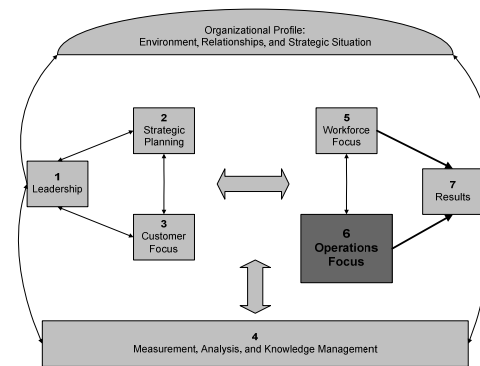 Organizational Profile:
Environment, Relationships, and Strategic Situation
2
Strategic
Planning
5
Workforce
Focus
1
Leadership
7
Results
3
Customer
Focus
6
Operations
Focus
4
Measurement, Analysis, and Knowledge Management